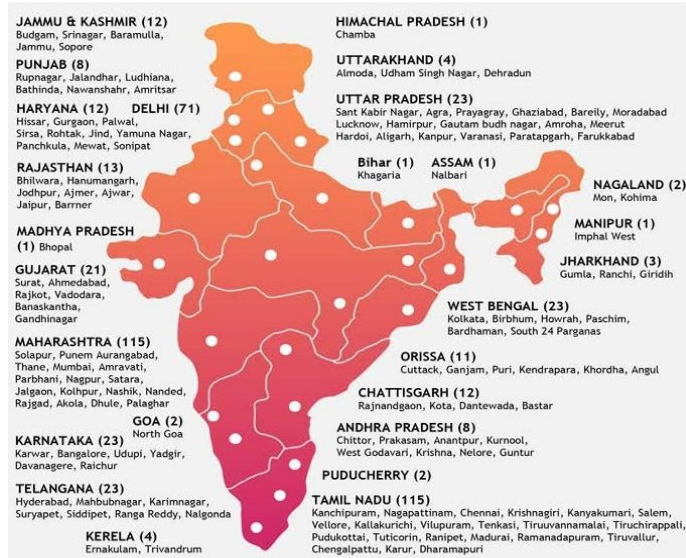 JAMMU & KASHMIR (12)
Budgam, Srinagar, Baramulla,
Jammu, Sopore
PUNJAB (8)
Rupnagar, Jalandhar, Ludhiana,
Bathinda, Nawanshahr, Amritsar
HARYANA (12) DELHI (71)
Hissar, Gurgaon, Palwal,
Sirsa, Rohtak, Jind, Yamuna Nagar,
Panchkula, Mewat, Sonipat
RAJASTHAN (13)
Bhilwara, Hanumangarh,
Jodhpur, Ajmer, Ajwar,
Jaipur, Barrner
MADHYA PRADESH
(1) Bhopal
GUJARAT (21)
Surat, Ahmedabad,
Rajkot, Vadodara,
Banaskantha,
Gandhinagar
MAHARASHTRA (115)
Solapur, Punem Aurangabad,
Thane, Mumbai, Amravati,
Parbhani, Nagpur, Satara,
Jalgaon, Kolhpur, Nashik, Nanded,
Rajgad, Akola, Dhule, Palaghar
GOA (2)
North Goa
KARNATAKA (23)
Karwar, Bangalore, Udupi, Yadgir,
Davanagere, Raichur
TELANGANA (23)
Hyderabad, Mahbubnagar, Karimnagar,
Suryapet, Siddipet, Ranga Reddy, Nalgonda
KERELA (4)
Ernakulam, Trivandrum
HIMACHAL PRADESH (1)
Chamba
UTTARAKHAND (4)
Almoda, Udham Singh Nagar, Dehradun
UTTAR PRADESH (23)
Sant Kabir Nagar, Agra, Prayagray, Ghaziabad, Bareily, Moradabad
Lucknow, Hamirpur, Gautam budh nagar, Amroha, Meerut
Hardoi, Aligarh, Kanpur, Varanasi, Paratapgarh, Farukkabad
Bihar (1) ASSAM (1)
Khagaria Nalbari
NAGALAND (2)
Mon, Kohima
MANIPUR (1)
Imphal West
JHARKHAND (3)
Gumla, Ranchi, Giridih
WEST BENGAL (23)
Kolkata, Birbhum, Howrah, Paschim,
Bardhaman, South 24 Parganas
ORISSA (11)
Cuttack, Ganjam, Puri, Kendrapara, Khordha, Angul
CHATTISGARH (12)
Rajnandgaon, Kota, Dantewada, Bastar
ANDHRA PRADESH (8)
Chittor, Prakasam, Anantpur, Kurnool,
West Godavari, Krishna, Nelore, Guntur
PUDUCHERRY (2)
TAMIL NADU (115)
Kanchipuram, Nagapattinam, Chennai, Krishnagiri, Kanyakumari, Salem,
Vellore, Kallakurichi, Vilupuram, Tenkasi, Tiruuvannamalai, Tiruchirappalli,
Pudukottai, Tuticorin, Ranipet, Madurai, Ramanadapuram, Tiruvallur,
Chengalpattu, Karur, Dharamapuri